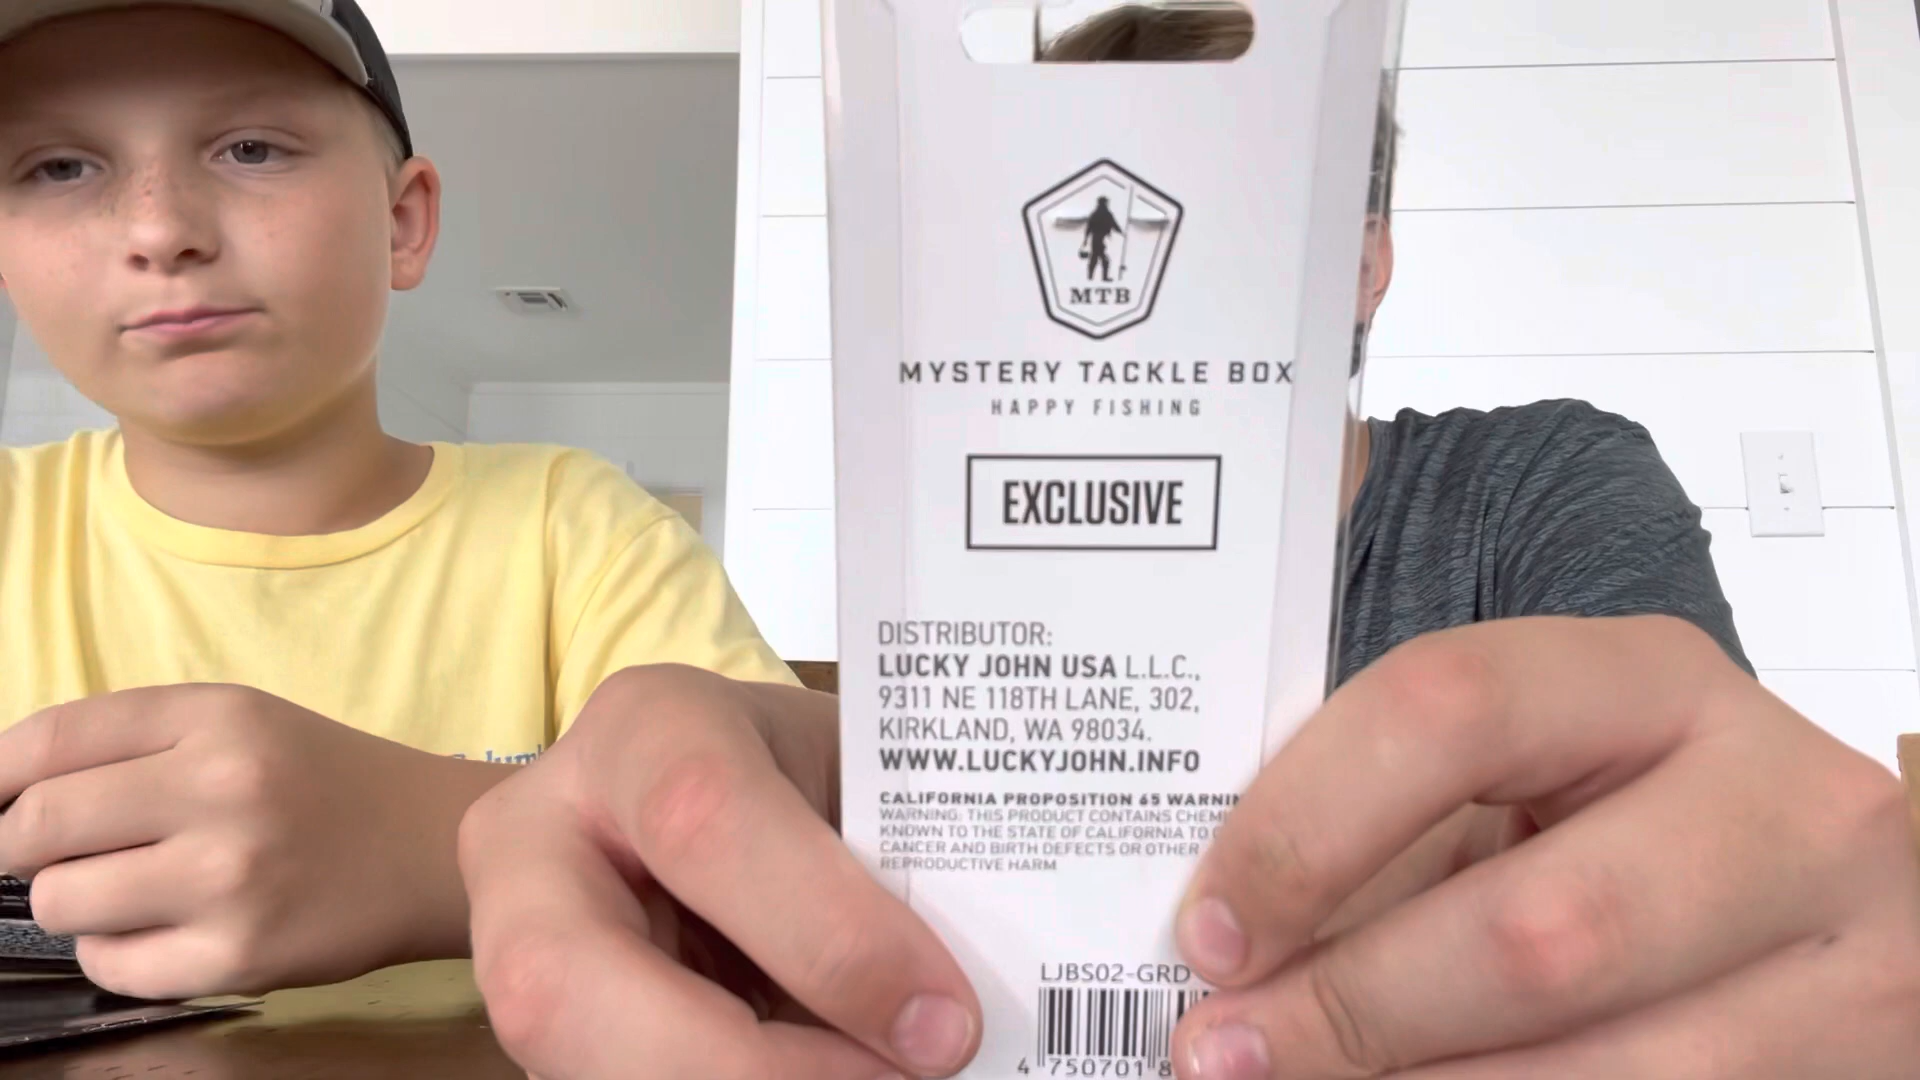 MTB
MYSTERY TACKLE BOX
HAPPY FISHING
EXCLUSIVE
DISTRIBUTOR:
LUCKY JOHN USA L.L.C.,
9311 NE 118TH LANE, 302,
KIRKLAND, WA 98034.
WWW.LUCKYJOHN.INFO
CALIFORNIA PROPOSITION 65
WARNING: THIS PRODUCT CONTAINS
KNOWN TO THE STATE OF CALIFORNIA TO
CANCER AND BIRTH DEFECTS OR OTHER
REPRODUCTIVE HARM
LJBS02-GRD
4 750701 8